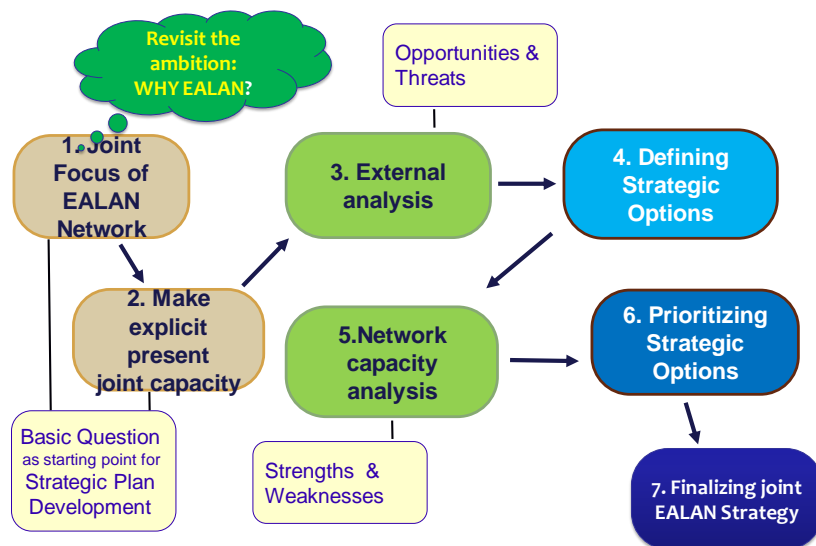 Revisit the
ambition:
WHY EALAN?
Opportunities &
Threats
1. Joint
Focus of
EALAN
Network
3. External
analysis
4. Defining
Strategic
Options
2. Make
explicit
present
joint capacity
5.Network
capacity
analysis
6. Prioritizing
Strategic
Options
Basic Question
as starting point for
Strategic Plan
Development
Strengths &
Weaknesses
7. Finalizing joint
EALAN Strategy